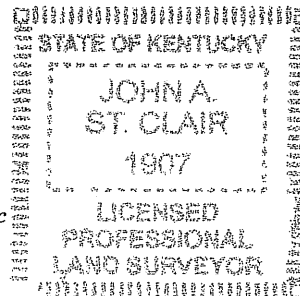 STATE OF KENTUCKY
JOHN A.
ST. CLAIR
1907
LICENSED
PROFESSIONAL
LAND SURVEYOR